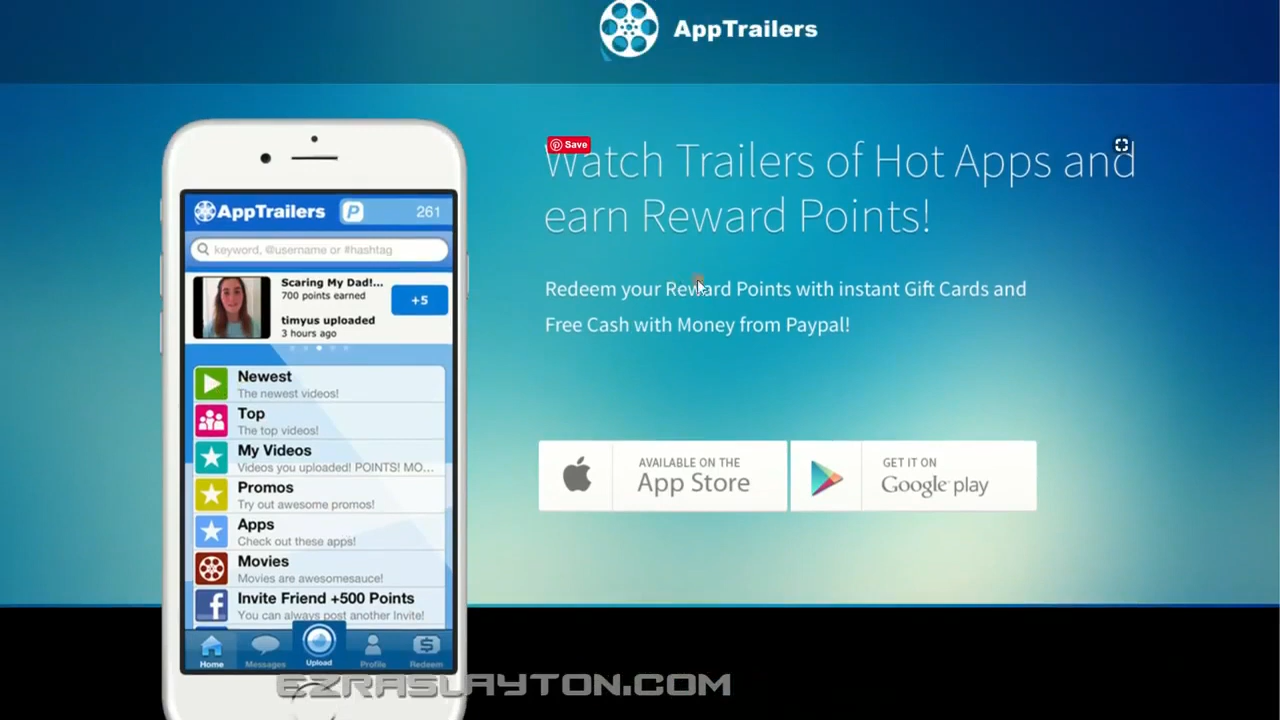 AppTrailers
Save
Watch Trailers of Hot Apps and
earn Reward Points!
Redeem your Reward Points with instant Gift Cards and
Free Cash with Money from Paypal!
AVAILABLE ON THE
App Store
GET IT ON
Google play
AppTrailers P 261
keyword, @username or #hashtag
Scaring My Dad!...
700 points earned
+5
timyus uploaded
3 hours ago
Newest
The newest videos!
Top
The top videos!
My Videos
Videos you uploaded! POINTS! MO...
Promos
Try out awesome promos!
Apps
Check out these apps!
Movies
Movies are awesomesauce!
Invite Friend +500 Points
You can always post another Invite!
Home Messages Upload Profile Redeem
EZRASLAYTON.COM